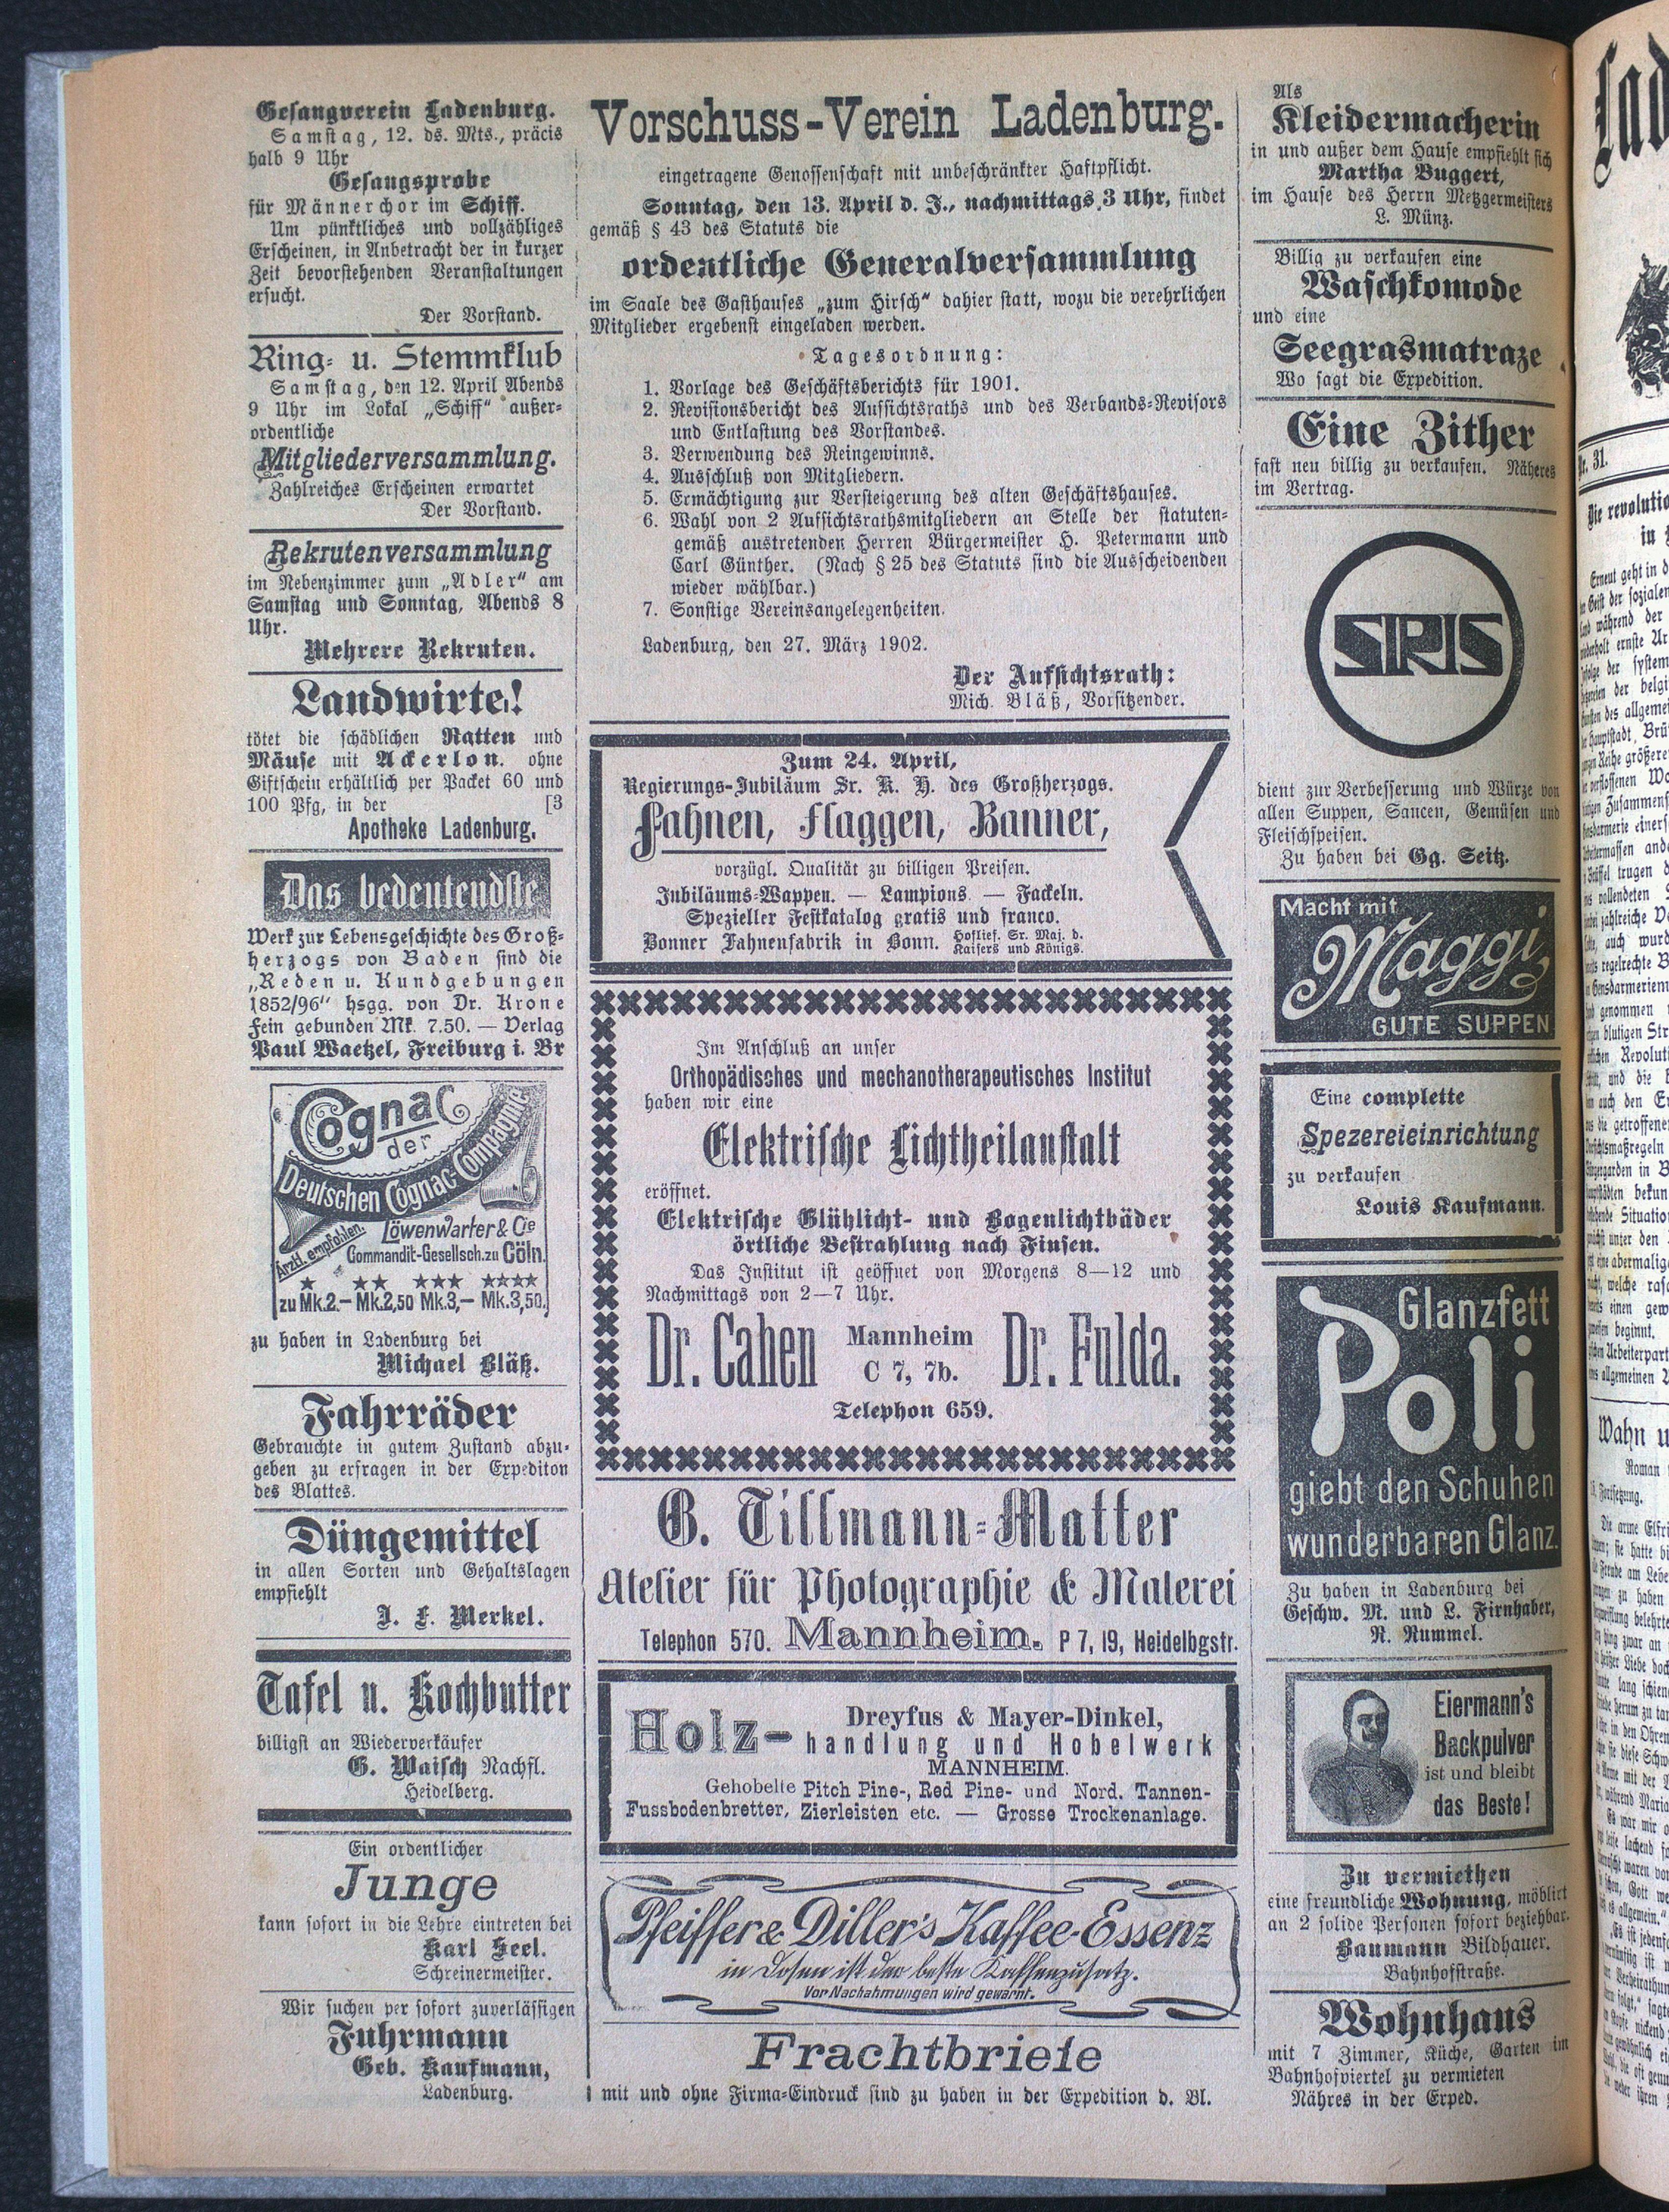 Gesangverein Ladenburg.
Samstag, 12. ds. Mts., präcis
halb 9 Uhr
Gesangsprobe
für Männerchor im Schiff.
Um pünktliches und vollzähliges
Erscheinen, in Anbetracht der in kurzer
Zeit bevorstehenden Veranstaltungen
ersucht.
Der Vorstand.
Ring- u. Stemmklub
Samstag, den 12. April Abends
9 Uhr im Lokal „Schiff" außer-
ordentliche
Mitgliederversammlung.
Zahlreiches Erscheinen erwartet
Der Vorstand.
Rekrutenversammlung
im Nebenzimmer zum „Adler" am
Samstag und Sonntag, Abends 8
Uhr.
Mehrere Rekruten.
Landwirte!
tötet die schädlichen Ratten und
Mäuse mit Ackerlon. ohne
Giftschein erhältlich per Packet 60 und
100 Pfg, in der [3
Apotheke Ladenburg.
Das bedeutendste
Werk zur Lebensgeschichte des Groß-
herzogs von Baden sind die
„Reden u. Kundgebungen
1852/96" hsgg. von Dr. Krone
fein gebunden Mk. 7.50. — Verlag
Paul Waetzel, Freiburg i. Br
Cognac
der
Deutschen Cognac-Compagnie
Ärztl. empfohlen.
Löwenwarter & Cie
Commandit-Gesellsch. zu Cöln.
★ ★★ ★★★ ★★★★
zu Mk.2.– Mk.2,50 Mk.3,– Mk.3,50.
zu haben in Ladenburg bei
Michael Bläß.
Fahrräder
Gebrauchte in gutem Zustand abzu-
geben zu erfragen in der Expediton
des Blattes.
Düngemittel
in allen Sorten und Gehaltslagen
empfiehlt
J. F. Merkel.
Tafel u. Kochbutter
billigst an Wiederverkäufer
G. Waisch Nachfl.
Heidelberg.
Ein ordentlicher
Junge
kann sofort in die Lehre eintreten bei
Karl Seel.
Schreinermeister.
Wir suchen per sofort zuverlässigen
Fuhrmann
Geb. Kaufmann,
Ladenburg.
Vorschuss-Verein Ladenburg.
eingetragene Genossenschaft mit unbeschränkter Haftpflicht.
Sonntag, den 13. April d. J., nachmittags 3 Uhr, findet
gemäß § 43 des Statuts die
ordentliche Generalversammlung
im Saale des Gasthauses „zum Hirsch" dahier statt, wozu die verehrlichen
Mitglieder ergebenst eingeladen werden.
Tagesordnung:
1. Vorlage des Geschäftsberichts für 1901.
2. Revisionsbericht des Aufsichtsraths und des Verbands-Revisors
und Entlastung des Vorstandes.
3. Verwendung des Reingewinns.
4. Ausschluß von Mitgliedern.
5. Ermächtigung zur Versteigerung des alten Geschäftshauses.
6. Wahl von 2 Aufsichtsrathsmitgliedern an Stelle der statuten-
gemäß austretenden Herren Bürgermeister H. Petermann und
Carl Günther. (Nach § 25 des Statuts sind die Ausscheidenden
wieder wählbar.)
7. Sonstige Vereinsangelegenheiten.
Ladenburg, den 27. März 1902.
Der Aufsichtsrath:
Mich. Bläß, Vorsitzender.
Zum 24. April,
Regierungs-Jubiläum Sr. K. H. des Großherzogs.
Fahnen, Flaggen, Banner,
vorzügl. Qualität zu billigen Preisen.
Jubiläums-Wappen. — Lampions — Fackeln.
Spezieller Festkatalog gratis und franco.
Bonner Fahnenfabrik in Bonn. Hoflief. Sr. Maj. d.
Kaisers und Königs.
Im Anschluß an unser
Orthopädisches und mechanotherapeutisches Institut
haben wir eine
Elektrische Lichtheilanstalt
eröffnet.
Elektrische Glühlicht- und Bogenlichtbäder
örtliche Bestrahlung nach Finsen.
Das Institut ist geöffnet von Morgens 8—12 und
Nachmittags von 2—7 Uhr.
Dr. Cahen Mannheim Dr. Fulda.
C 7, 7b.
Telephon 659.
G. Tillmann-Matter
Atelier für Photographie & Malerei
Telephon 570. Mannheim. P 7, 19, Heidelbgstr.
Dreyfus & Mayer-Dinkel,
Holz- handlung und Hobelwerk
MANNHEIM.
Gehobelte Pitch Pine-, Red Pine- und Nord. Tannen-
Fussbodenbretter, Zierleisten etc. — Grosse Trockenanlage.
Pfeiffer & Diller's Kaffee-Essenz
in Dosen ist der beste Kaffeezusatz.
Vor Nachahmungen wird gewarnt.
Frachtbriefe
mit und ohne Firma-Eindruck sind zu haben in der Expedition d. Bl.
Als
Kleidermacherin
in und außer dem Hause empfiehlt sich
Martha Buggert,
im Hause des Herrn Metzgermeisters
L. Münz.
Billig zu verkaufen eine
Waschkomode
und eine
Seegrasmatraze
Wo sagt die Expedition.
Eine Zither
fast neu billig zu verkaufen. Näheres
im Vertrag.
SIRIS
dient zur Verbesserung und Würze von
allen Suppen, Saucen, Gemüsen und
Fleischspeisen.
Zu haben bei Gg. Seitz.
Macht mit
Maggi,
GUTE SUPPEN
Eine complette
Spezereieinrichtung
zu verkaufen
Louis Kaufmann.
Glanzfett
Poli
giebt den Schuhen
wunderbaren Glanz.
Zu haben in Ladenburg bei
Geschw. M. und L. Firnhaber,
R. Rummel.
Eiermann's
Backpulver
ist und bleibt
das Beste!
Zu vermiethen
eine freundliche Wohnung, möblirt
an 2 solide Personen sofort beziehbar.
Baumann Bildhauer.
Bahnhofstraße.
Wohnhaus
mit 7 Zimmer, Küche, Garten im
Bahnhofviertel zu vermieten
Nähres in der Exped.